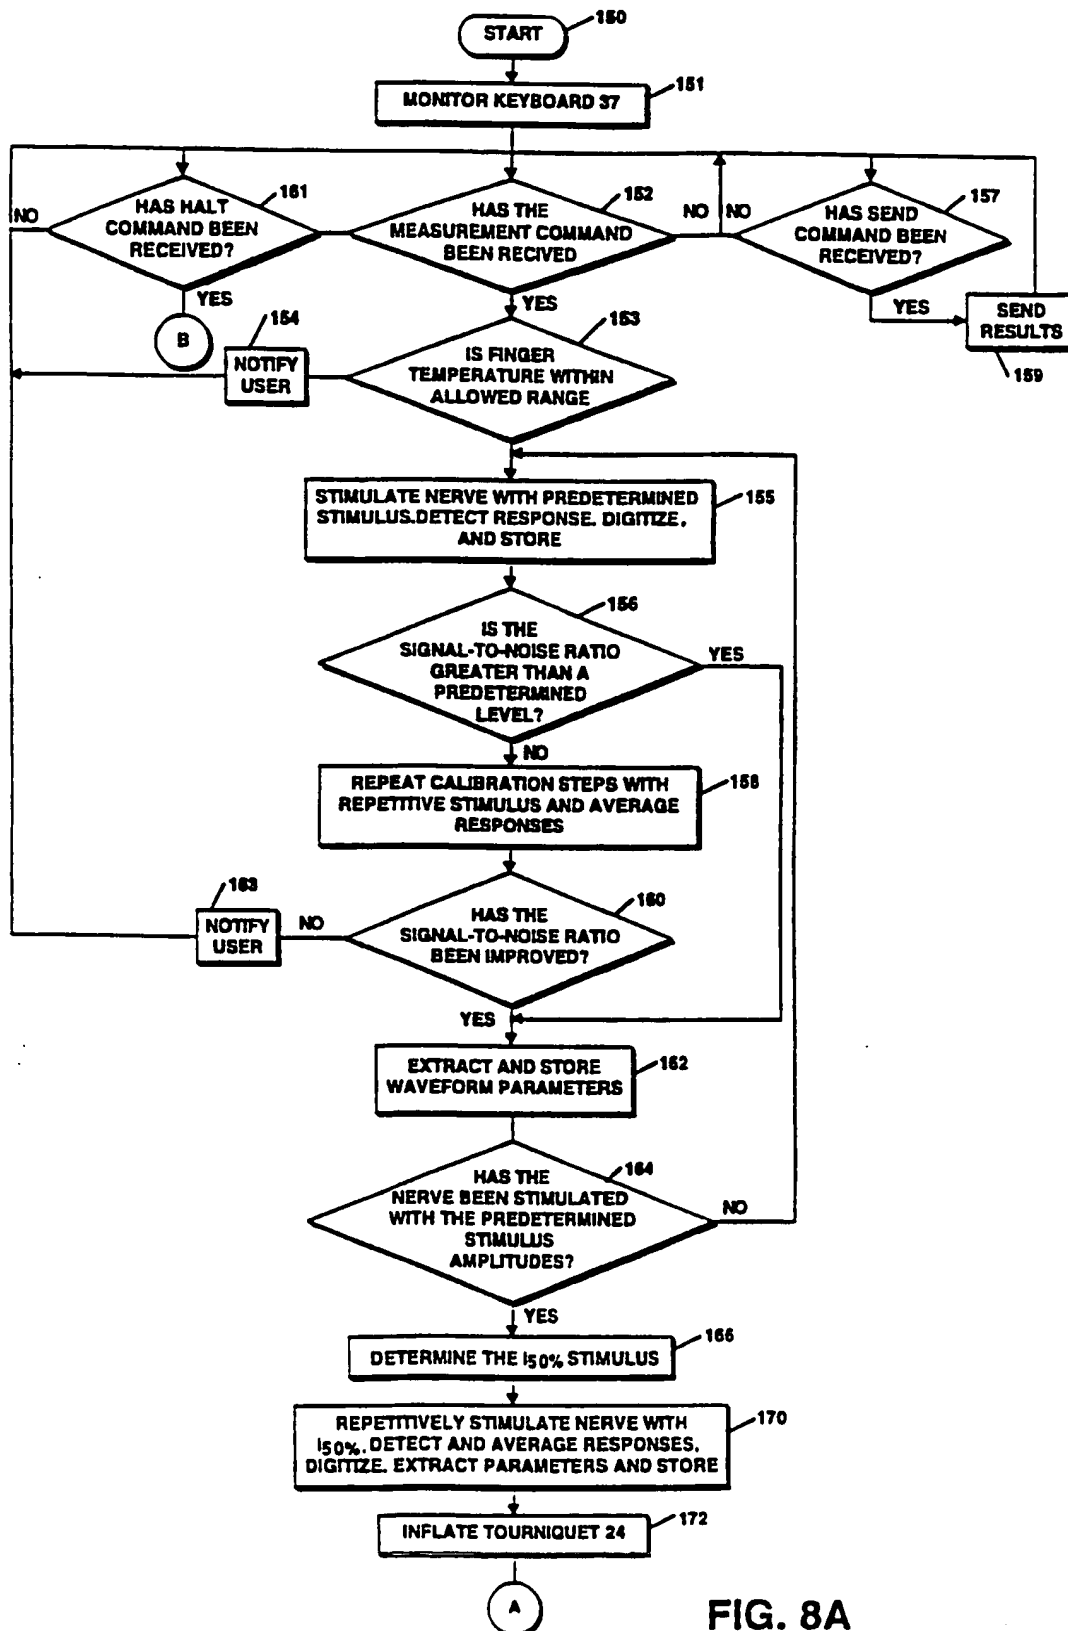 START
150
MONITOR KEYBOARD 37
151
NO
HAS HALT
COMMAND BEEN
RECEIVED?
161
YES
B
HAS THE
MEASUREMENT COMMAND
BEEN RECIVED
152
NO
NO
YES
HAS SEND
COMMAND BEEN
RECEIVED?
157
YES
SEND
RESULTS
159
154
NOTIFY
USER
IS FINGER
TEMPERATURE WITHIN
ALLOWED RANGE
153
STIMULATE NERVE WITH PREDETERMINED
STIMULUS.DETECT RESPONSE. DIGITIZE.
AND STORE
155
IS THE
SIGNAL-TO-NOISE RATIO
GREATER THAN A
PREDETERMINED
LEVEL?
156
YES
NO
REPEAT CALIBRATION STEPS WITH
REPETITIVE STIMULUS AND AVERAGE
RESPONSES
158
163
NOTIFY
USER
NO
HAS THE
SIGNAL-TO-NOISE RATIO
BEEN IMPROVED?
160
YES
EXTRACT AND STORE
WAVEFORM PARAMETERS
162
HAS THE
NERVE BEEN STIMULATED
WITH THE PREDETERMINED
STIMULUS
AMPLITUDES?
164
NO
YES
DETERMINE THE I50% STIMULUS
166
REPETITIVELY STIMULATE NERVE WITH
I50%. DETECT AND AVERAGE RESPONSES.
DIGITIZE. EXTRACT PARAMETERS AND STORE
170
INFLATE TOURNIQUET 24
172
A
FIG. 8A